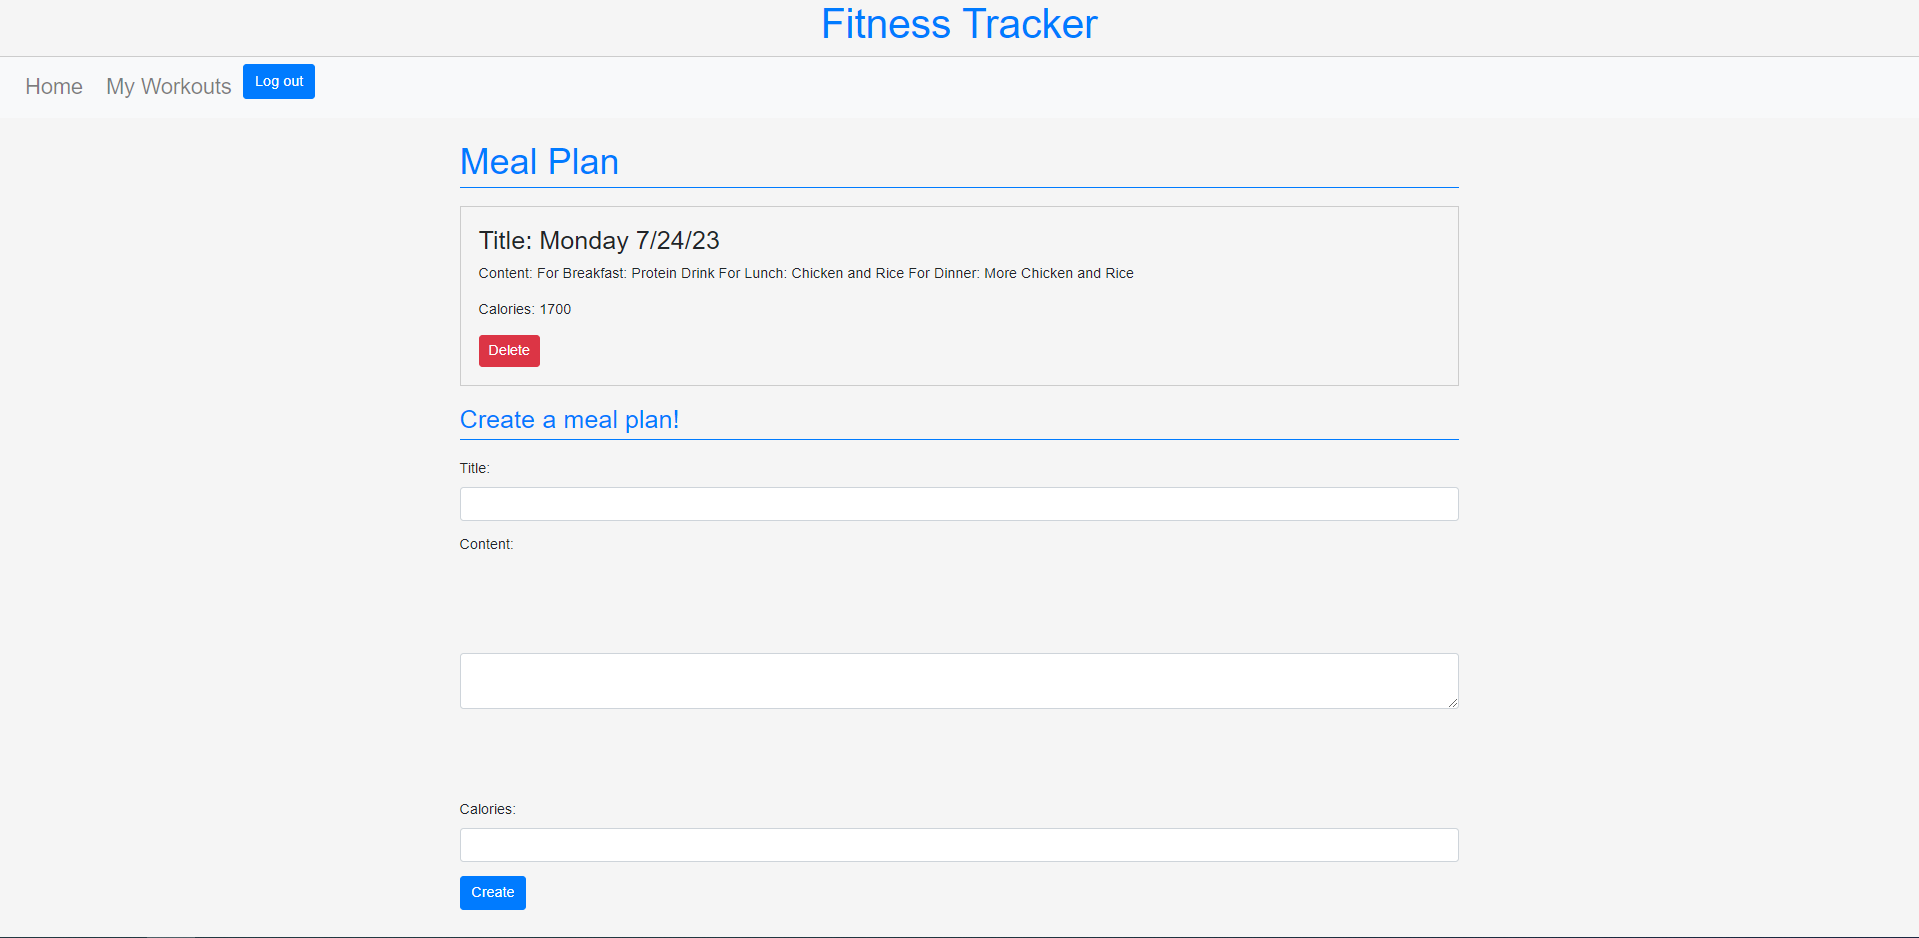 Fitness Tracker
Home My Workouts Log out
Meal Plan
Title: Monday 7/24/23
Content: For Breakfast: Protein Drink For Lunch: Chicken and Rice For Dinner: More Chicken and Rice
Calories: 1700
Delete
Create a meal plan!
Title:
Content:
Calories:
Create